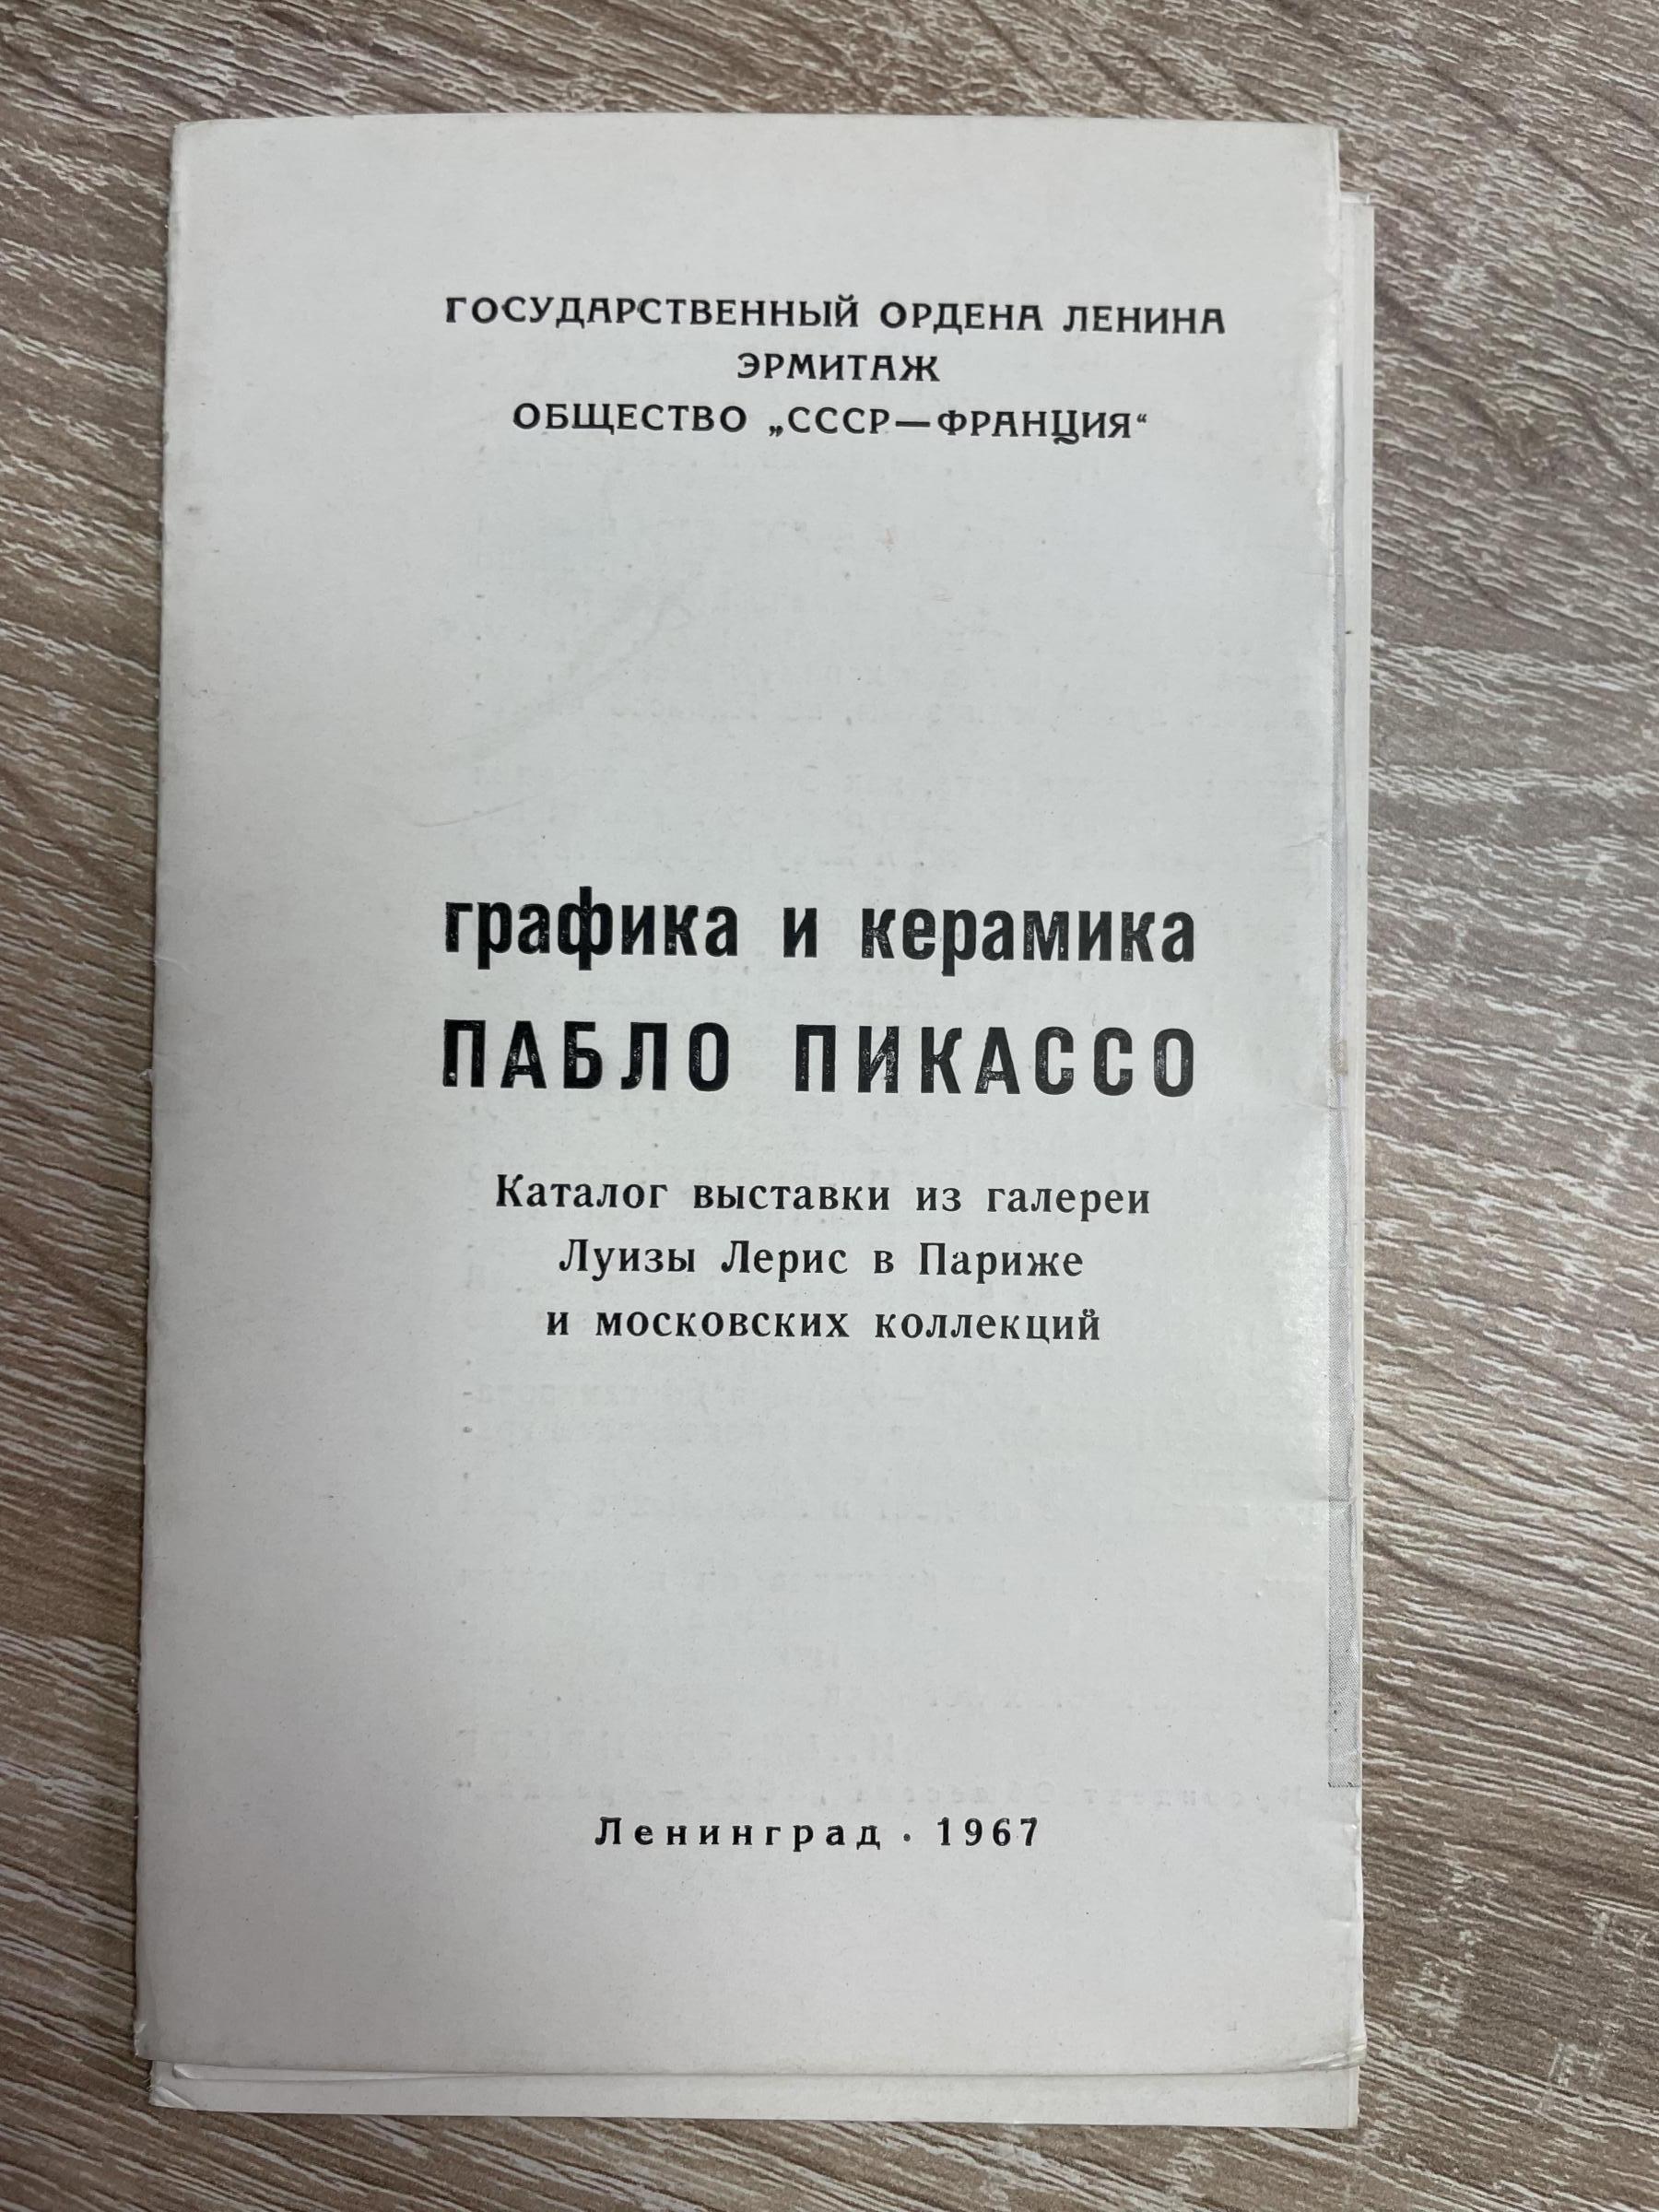 ГОСУДАРСТВЕННЫЙ ОРДЕНА ЛЕНИНА
ЭРМИТАЖ
ОБЩЕСТВО „СССР—ФРАНЦИЯ“
графика и керамика
ПАБЛО ПИКАССО
Каталог выставки из галереи
Луизы Лерис в Париже
и московских коллекций
Ленинград · 1967